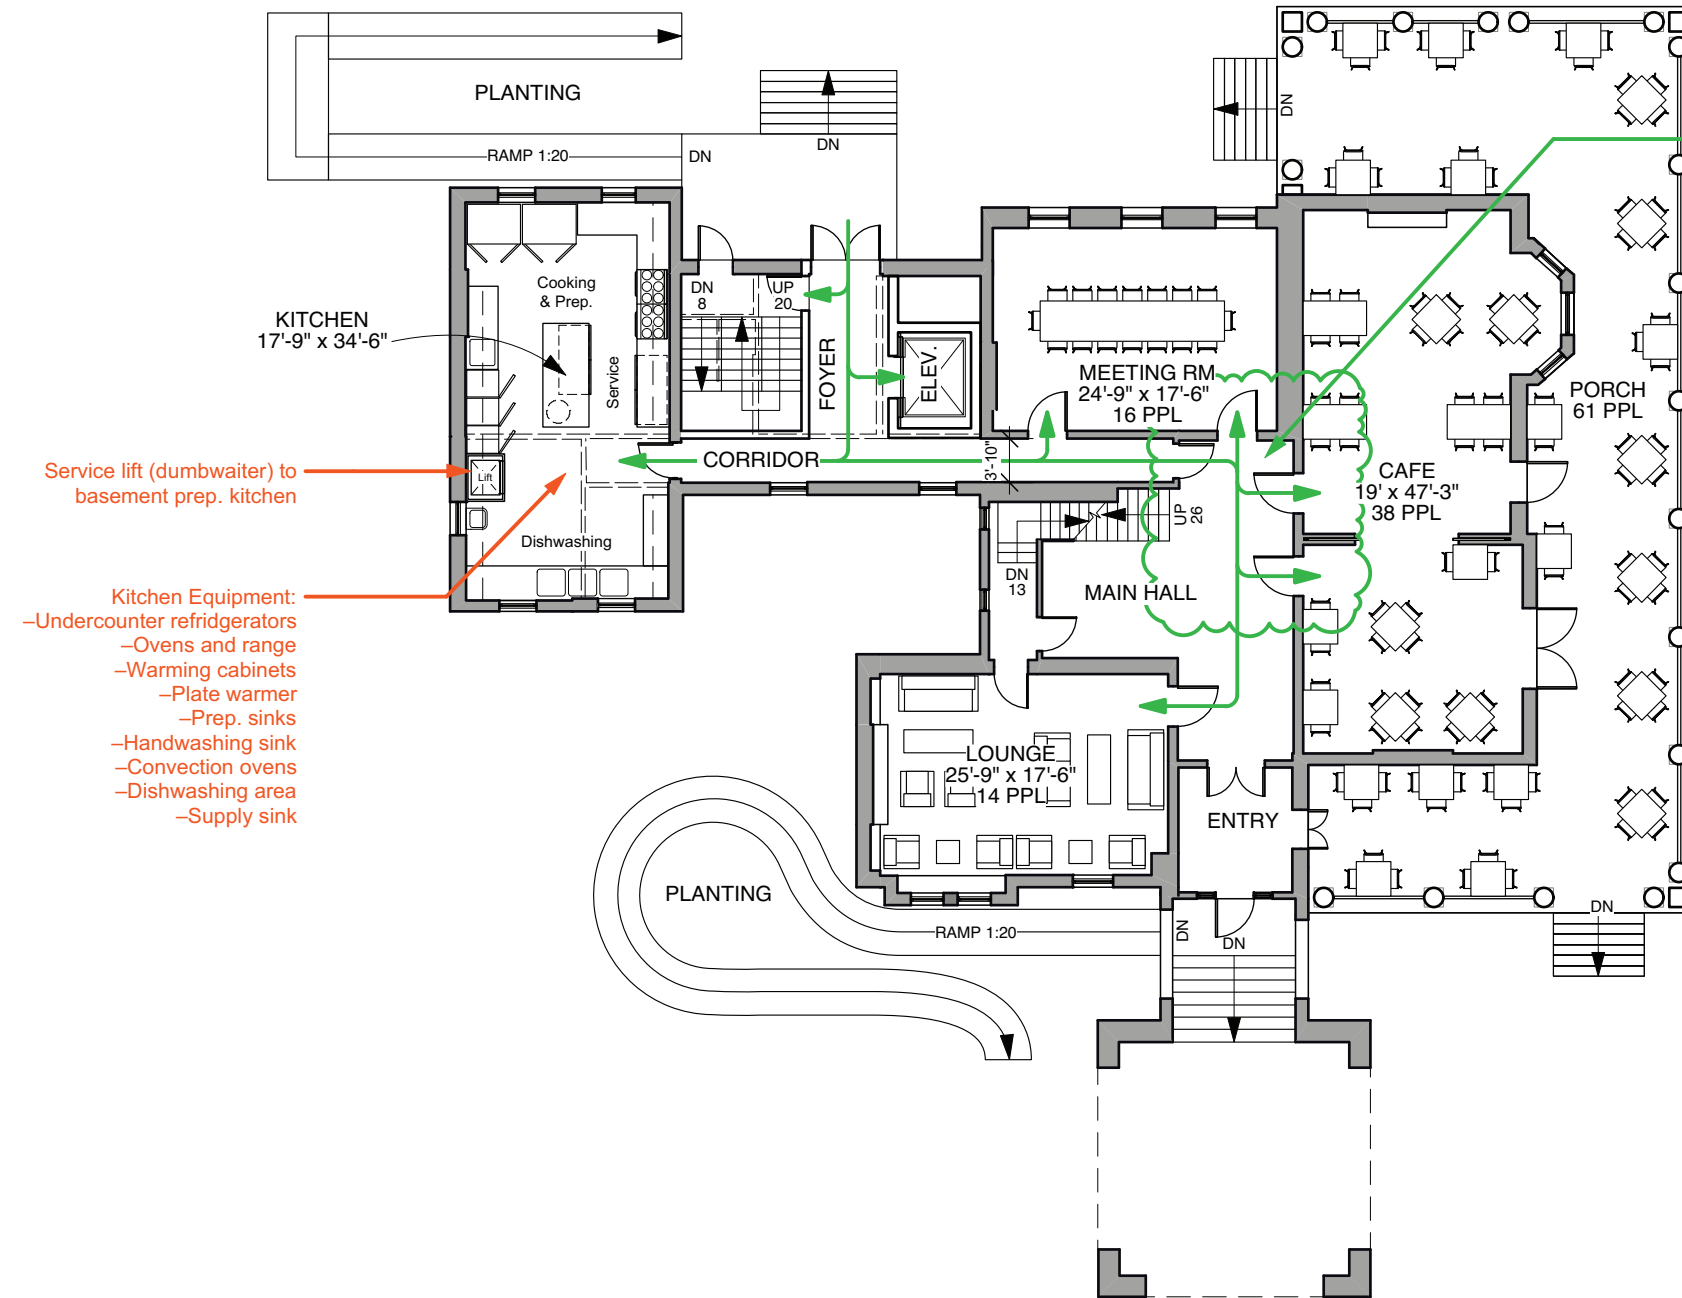 PLANTING
RAMP 1:20
DN
DN
DN
KITCHEN
17'-9" x 34'-6"
Cooking
& Prep.
Service
DN
8
UP
20
FOYER
ELEV.
MEETING RM
24'-9" x 17'-6"
16 PPL
PORCH
61 PPL
CORRIDOR
3'-10"
CAFE
19' x 47'-3"
38 PPL
Service lift (dumbwaiter) to
basement prep. kitchen
Lift
UP
26
Dishwashing
DN
13
MAIN HALL
Kitchen Equipment:
–Undercounter refridgerators
–Ovens and range
–Warming cabinets
–Plate warmer
–Prep. sinks
–Handwashing sink
–Convection ovens
–Dishwashing area
–Supply sink
LOUNGE
25'-9" x 17'-6"
14 PPL
ENTRY
PLANTING
RAMP 1:20
DN
DN
DN